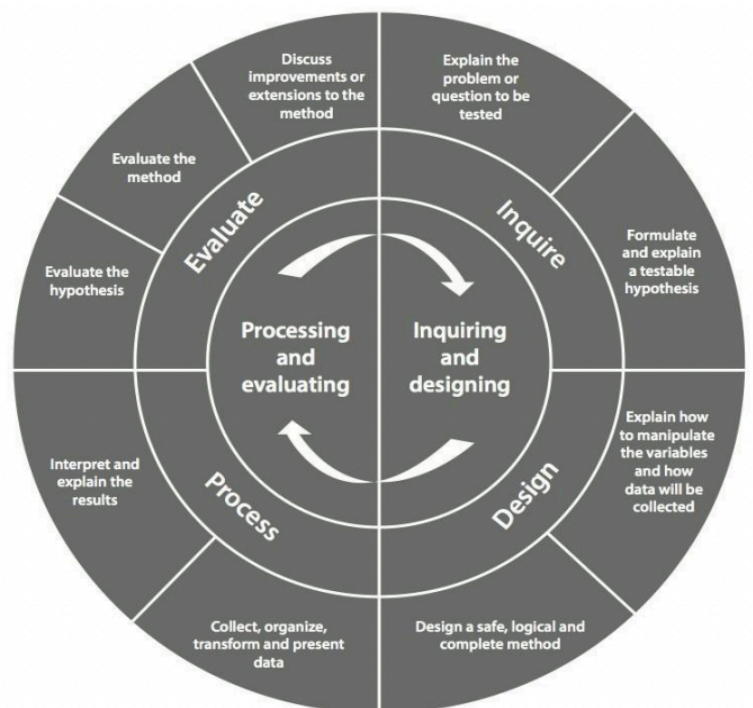 Discuss
improvements or
extensions to the
method
Explain the
problem or
question to be
tested
Evaluate the
method
Evaluate the
hypothesis
Formulate
and explain
a testable
hypothesis
Evaluate
Inquire
Processing
and
evaluating
Inquiring
and
designing
Explain how
to manipulate
the variables
and how
data will be
collected
Interpret and
explain the
results
Process
Design
Collect, organize,
transform and present
data
Design a safe, logical and
complete method